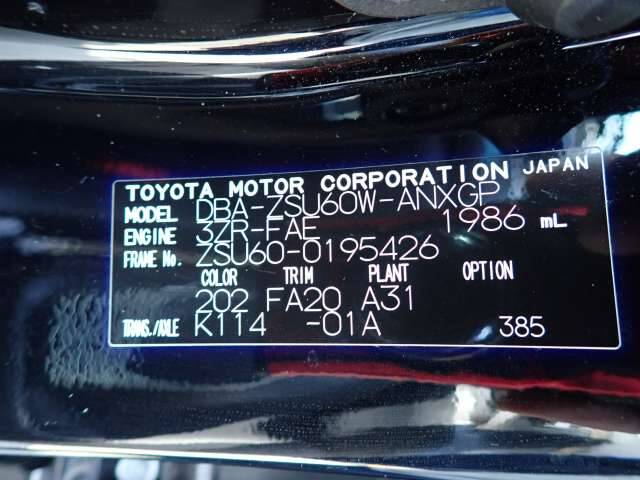 TOYOTA MOTOR CORPORATION JAPAN
MODEL DBA-ZSU60W-ANXGP
ENGINE 3ZR-FAE 1986 mL
FRAME No. ZSU60-0195426
COLOR TRIM PLANT OPTION
202 FA20 A31
TRANS./AXLE K114 -01A 385